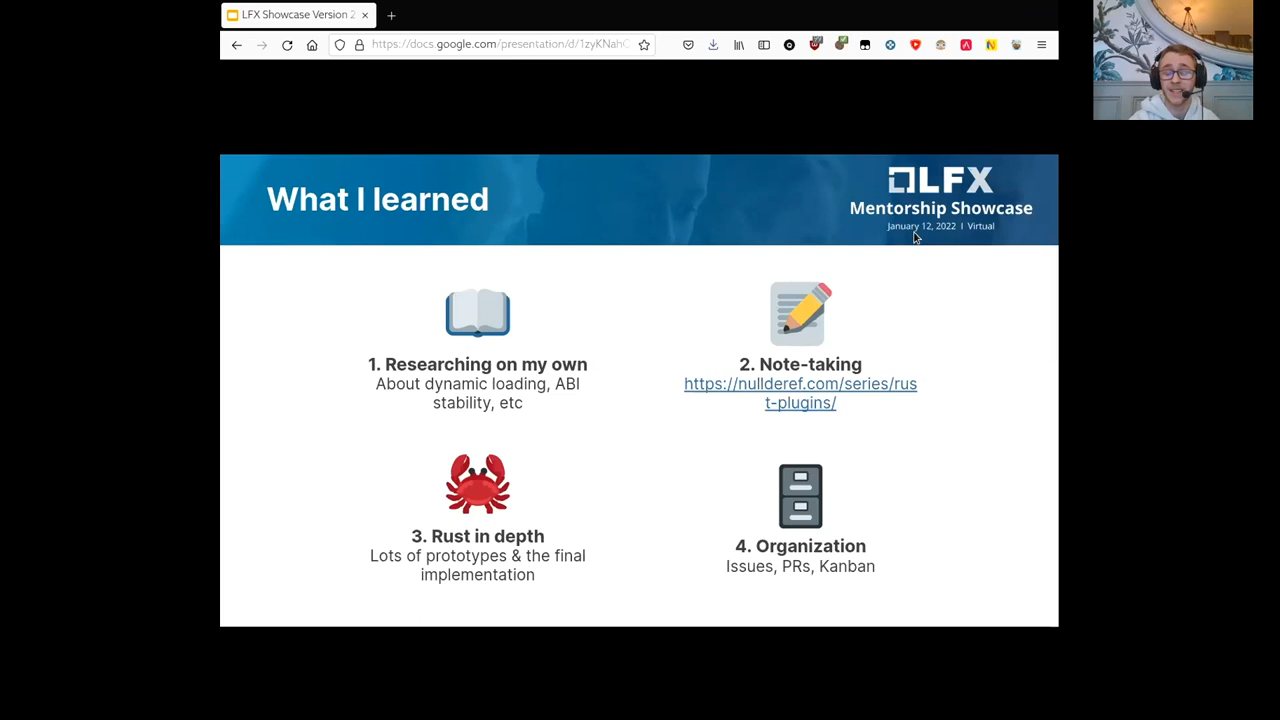 LFX Showcase Version 2
https://docs.google.com/presentation/d/1zyKNah
What I learned
LFX
Mentorship Showcase
January 12, 2022 | Virtual
1. Researching on my own
About dynamic loading, ABI
stability, etc
2. Note-taking
https://nullderef.com/series/rus
t-plugins/
3. Rust in depth
Lots of prototypes & the final
implementation
4. Organization
Issues, PRs, Kanban